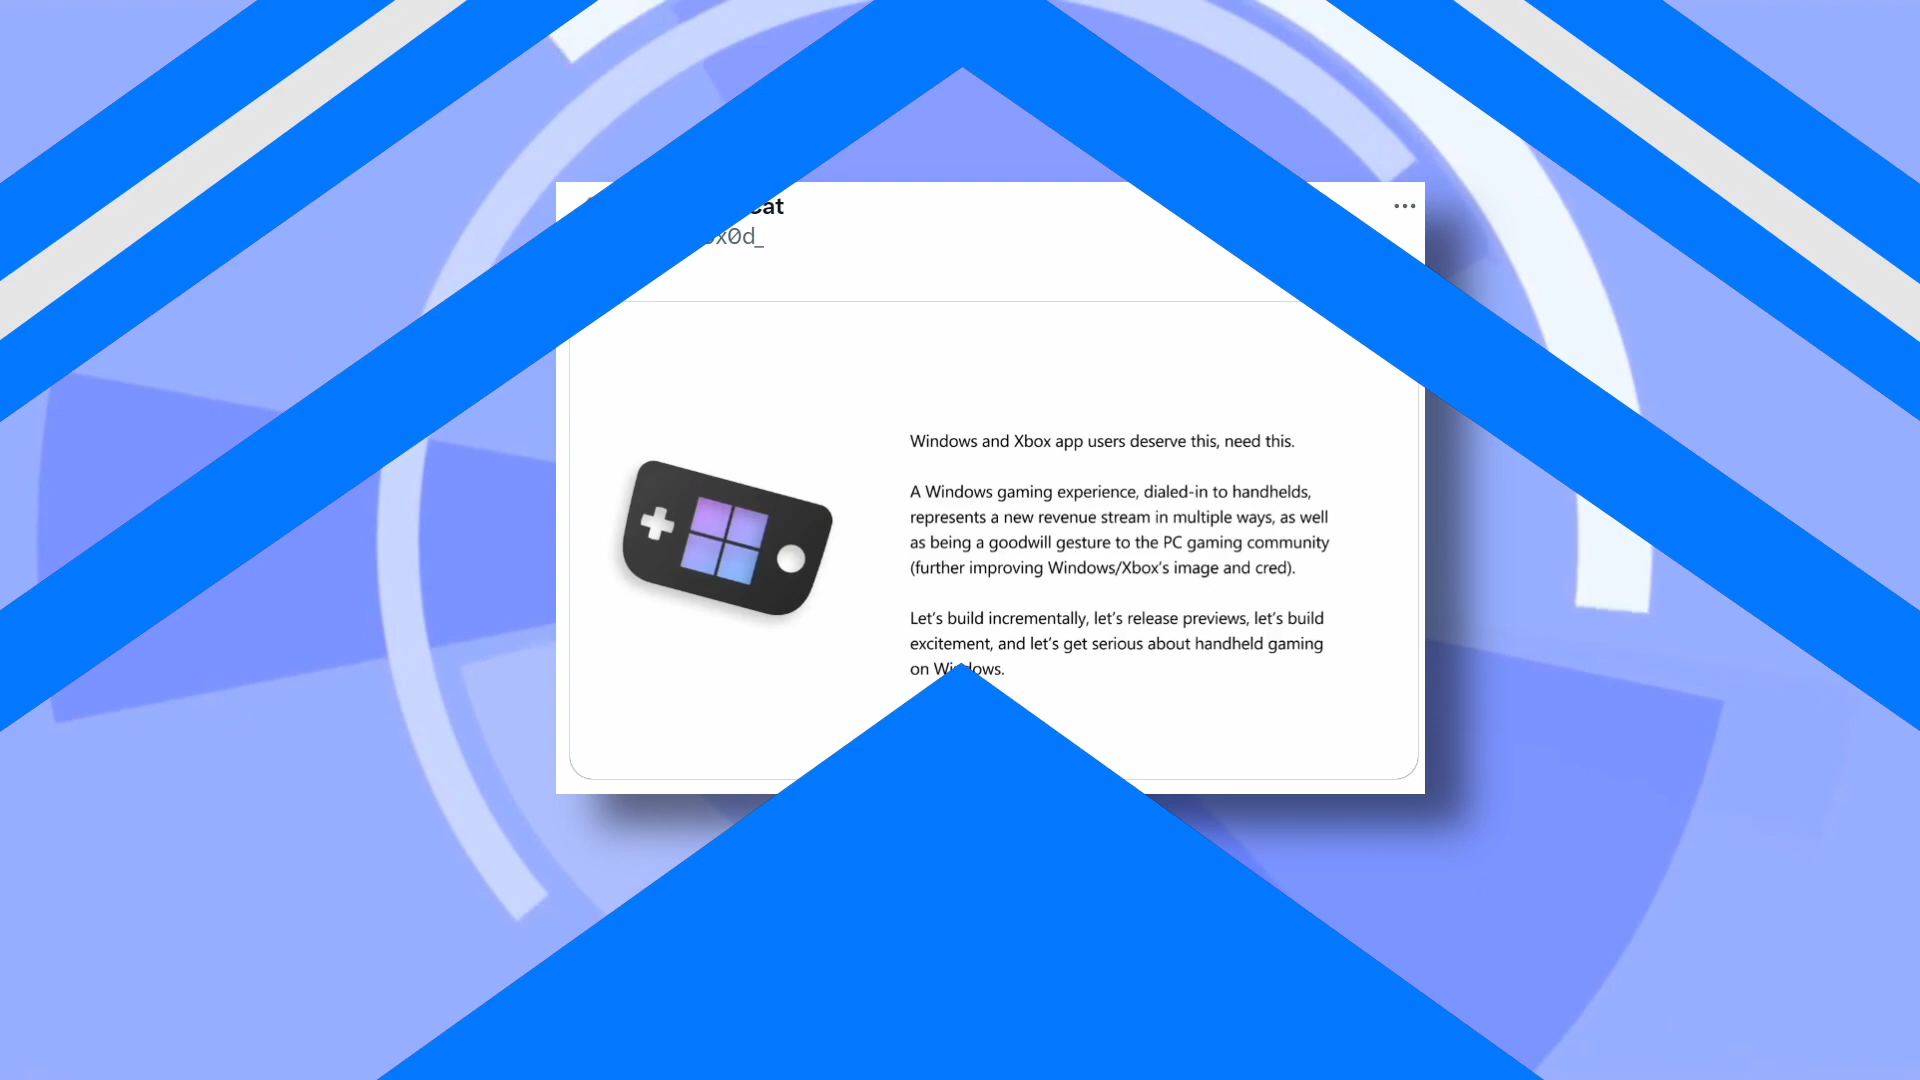 Windows and Xbox app users deserve this, need this.
A Windows gaming experience, dialed-in to handhelds,
represents a new revenue stream in multiple ways, as well
as being a goodwill gesture to the PC gaming community
(further improving Windows/Xbox’s image and cred).
Let’s build incrementally, let’s release previews, let’s build
excitement, and let’s get serious about handheld gaming
on Windows.